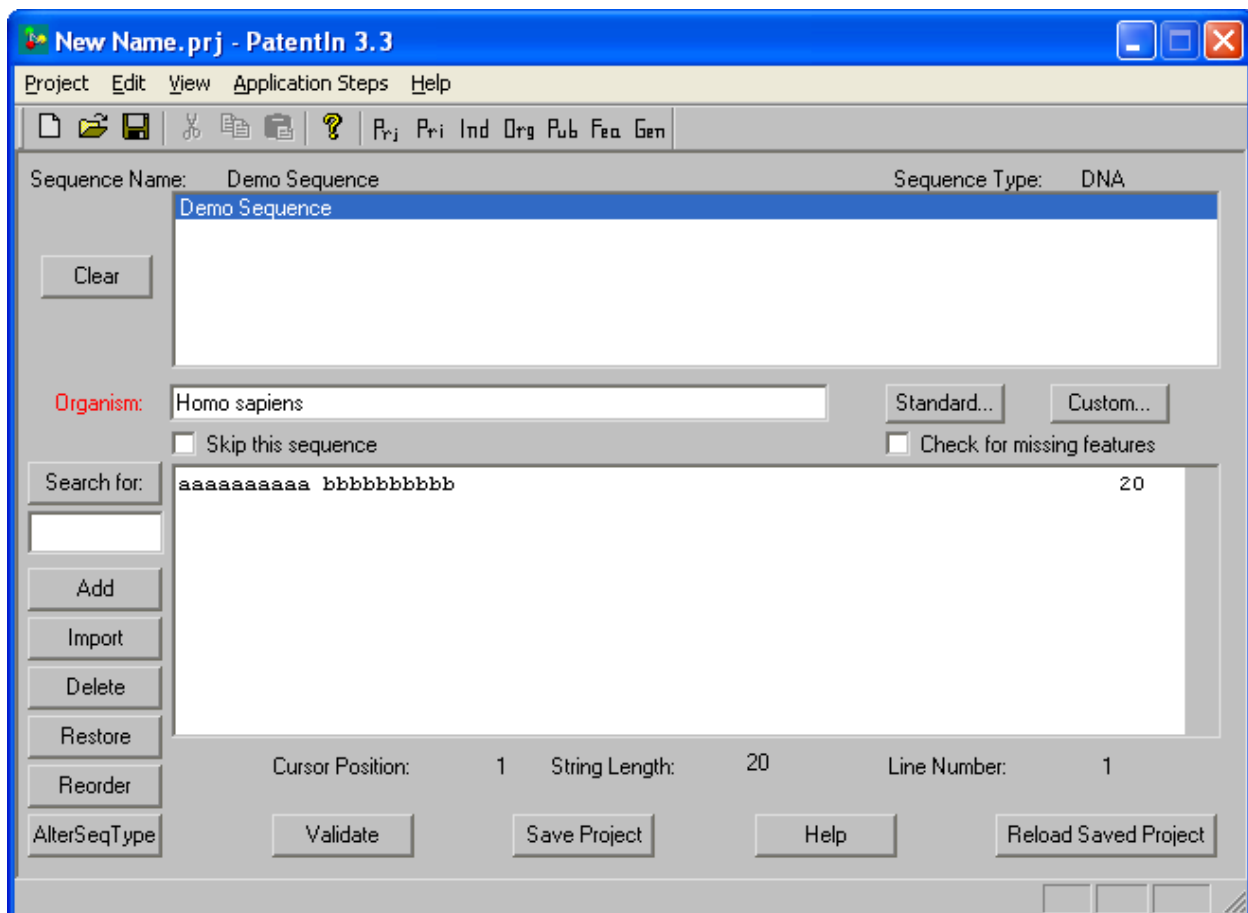 New Name.prj - PatentIn 3.3
Project Edit View Application Steps Help
Prj Pri Ind Org Pub Fea Gen
Sequence Name: Demo Sequence Sequence Type: DNA
Demo Sequence
Clear
Organism: Homo sapiens Standard... Custom...
Skip this sequence Check for missing features
Search for: aaaaaaaaaa bbbbbbbbbb 20
Add
Import
Delete
Restore
Cursor Position: 1 String Length: 20 Line Number: 1
Reorder
AlterSeqType Validate Save Project Help Reload Saved Project